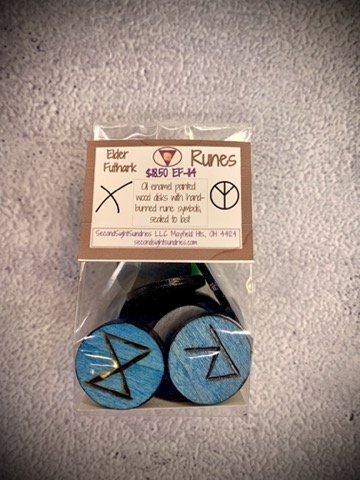 Elder
Futhark
Runes
$18.50 EF-14
Oil enamel painted
wood disks with hand-
burned rune symbols,
sealed to last
SecondSightSundries LLC Mayfield Hts., OH 44124
secondsightsundries.com